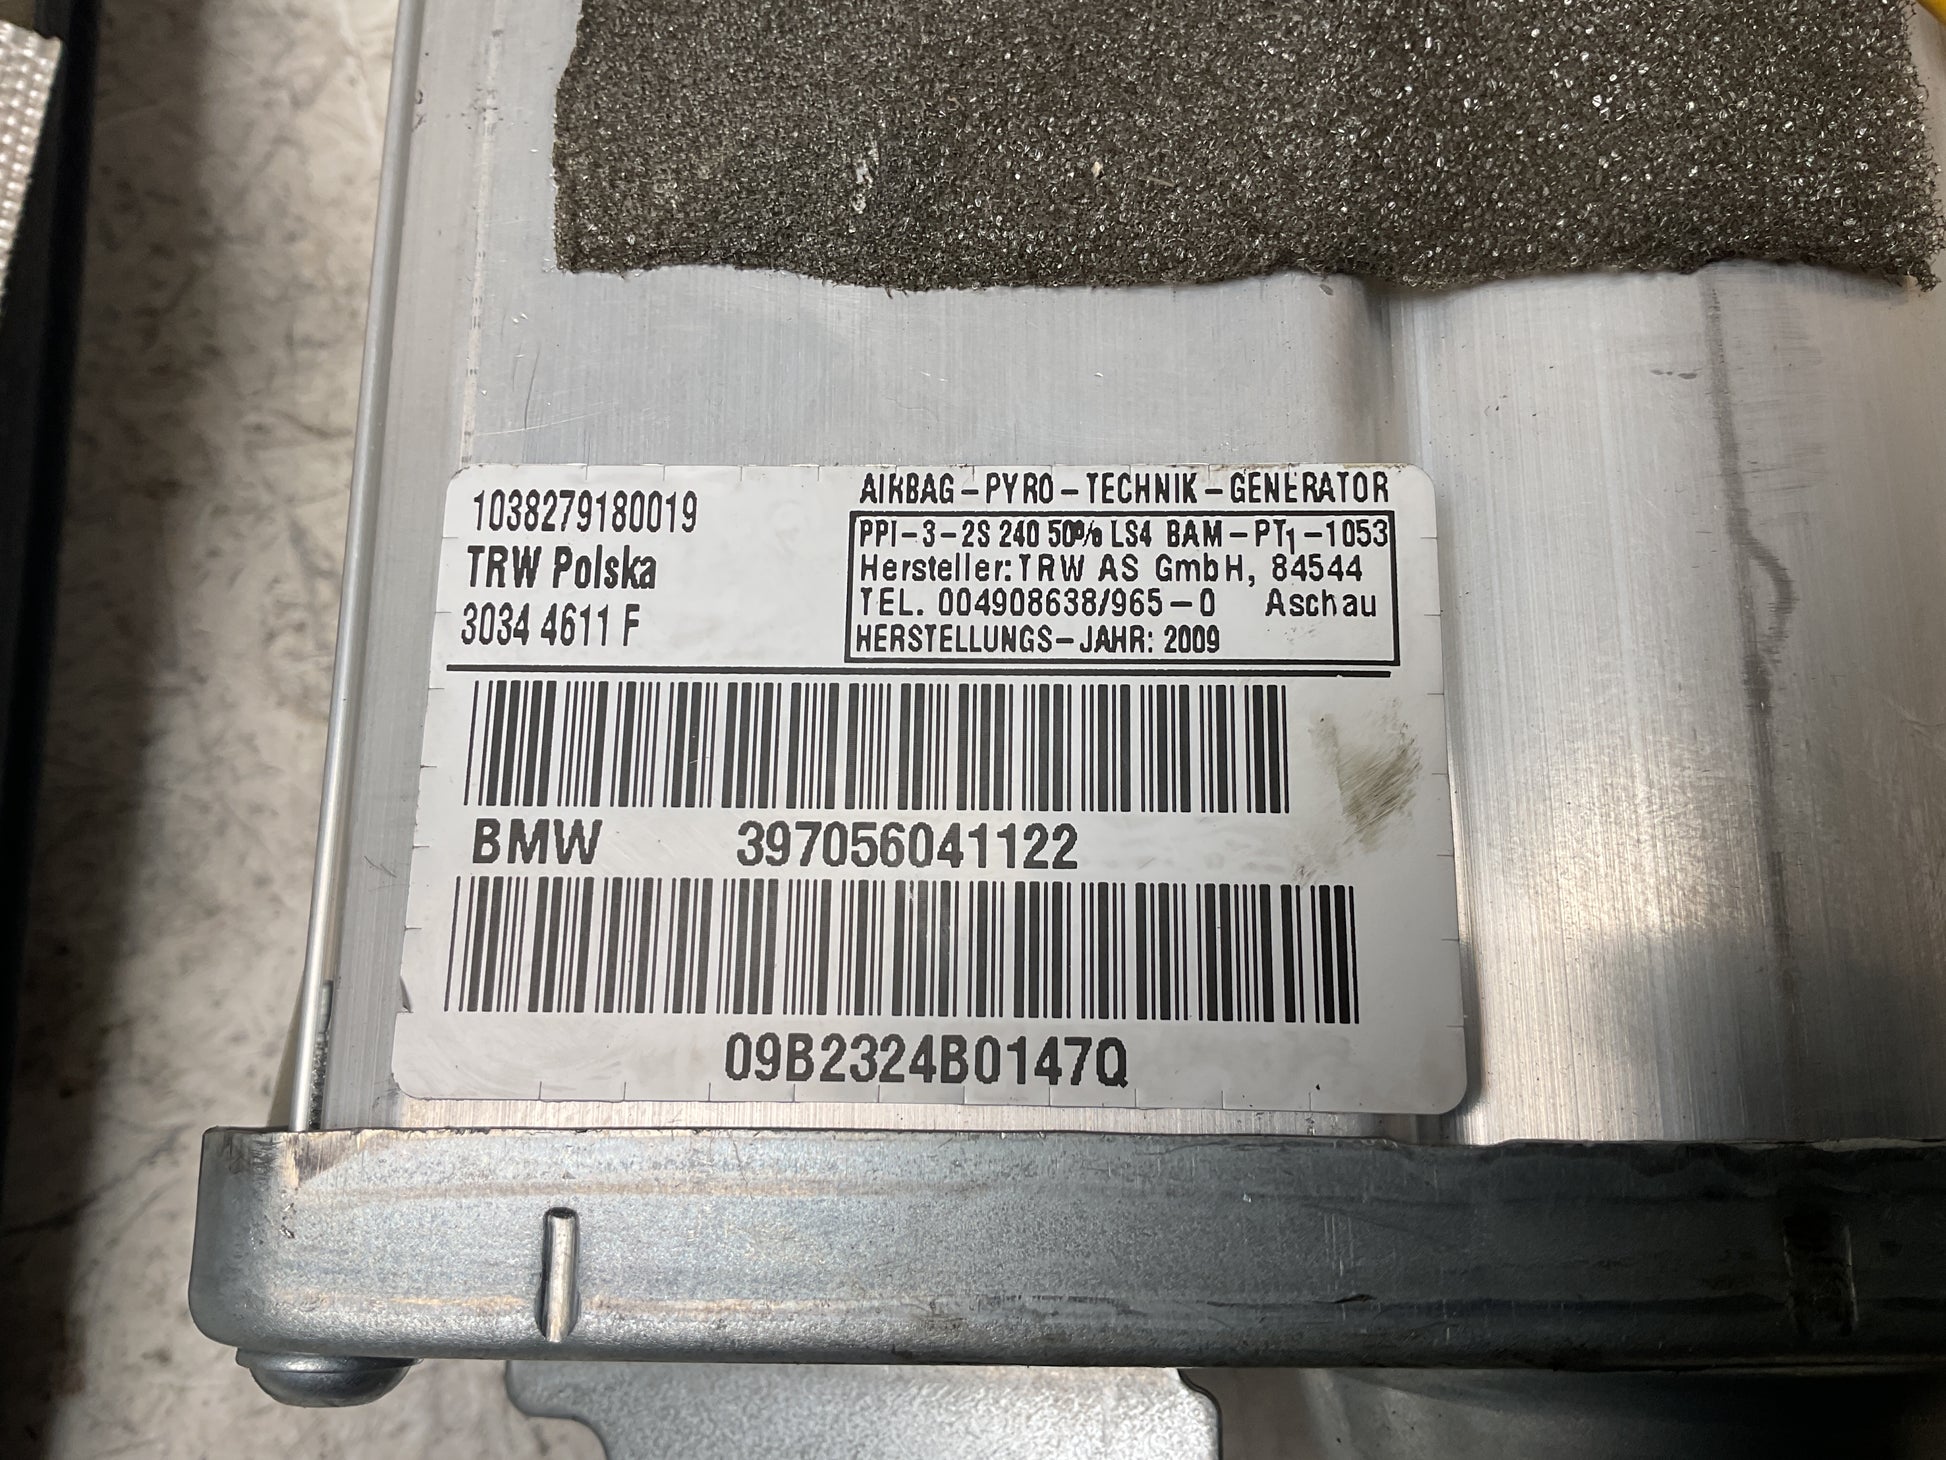 1038279180019
TRW Polska
3034 4611 F
AIRBAG-PYRO-TECHNIK-GENERATOR
PPI-3-2S 240 50% LS4 BAM-PT1-1053
Hersteller: TRW AS GmbH, 84544
TEL. 004908638/965-0 Aschau
HERSTELLUNGS-JAHR: 2009
BMW 397056041122
09B2324B0147Q